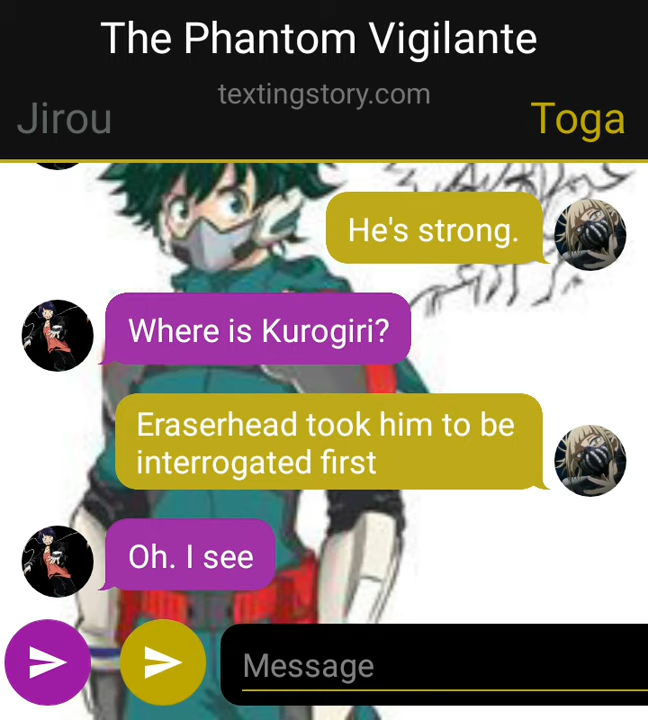 The Phantom Vigilante
textingstory.com
Jirou
Toga
He's strong.
Where is Kurogiri?
Eraserhead took him to be
interrogated first
Oh. I see
Message